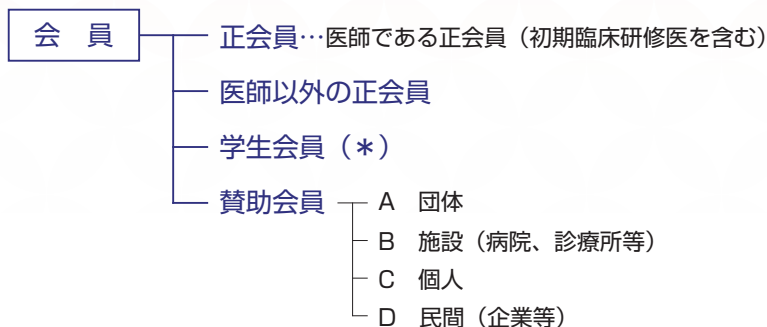 会 員
正会員…医師である正会員（初期臨床研修医を含む）
医師以外の正会員
学生会員（＊）
賛助会員
A 団体
B 施設（病院、診療所等）
C 個人
D 民間（企業等）